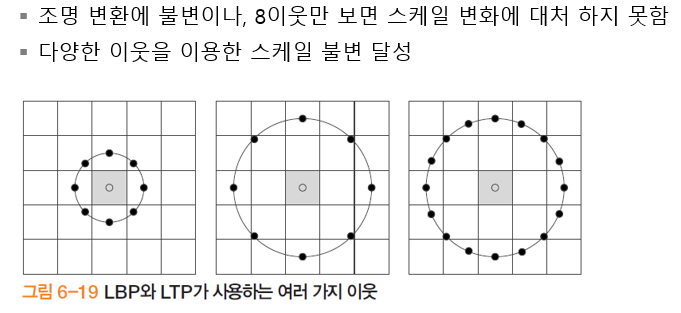 조명 변환에 불변이나, 8이웃만 보면 스케일 변화에 대처 하지 못함
다양한 이웃을 이용한 스케일 불변 달성
그림 6-19 LBP와 LTP가 사용하는 여러 가지 이웃